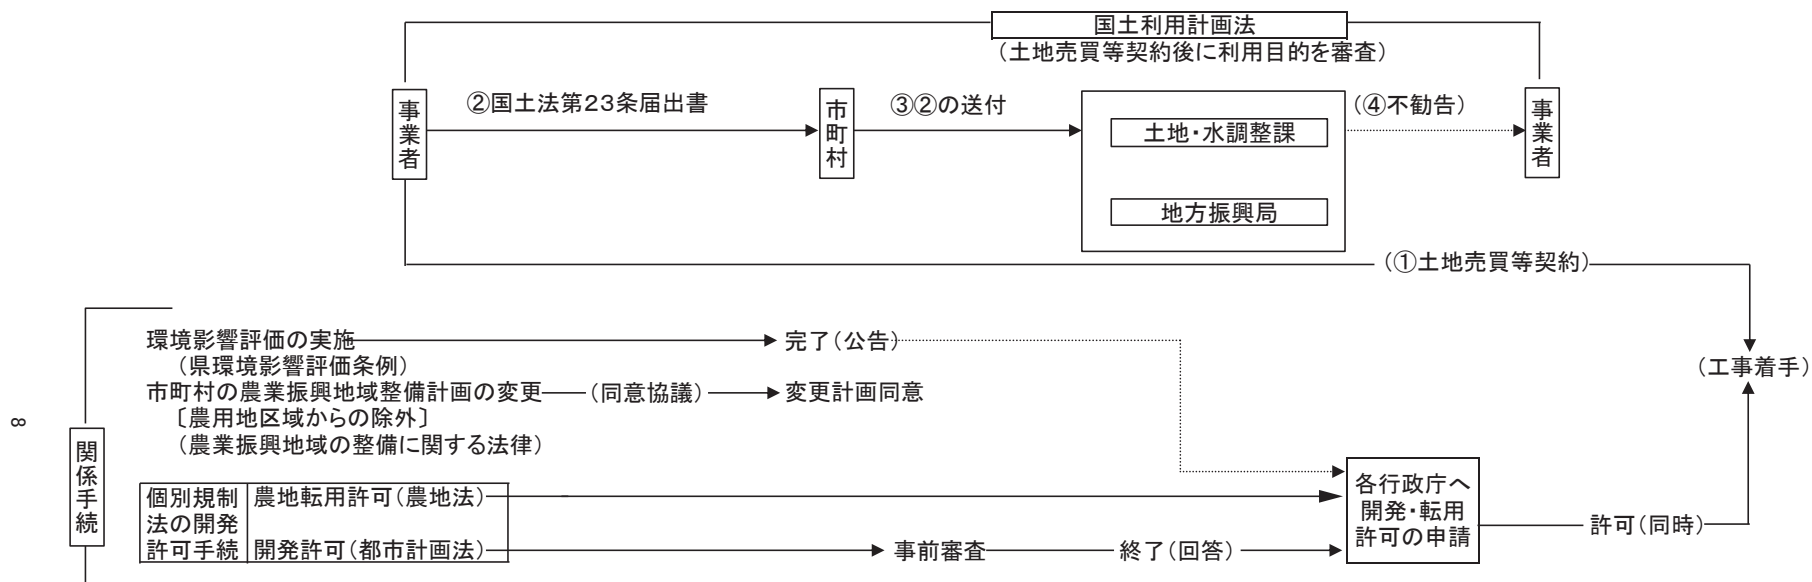 国土利用計画法
（土地売買等契約後に利用目的を審査）
事業者
②国土法第23条届出書
市町村
③②の送付
土地・水調整課
地方振興局
（④不勧告）
事業者
（①土地売買等契約）
（工事着手）
関係手続
環境影響評価の実施
完了（公告）
（県環境影響評価条例）
市町村の農業振興地域整備計画の変更
（同意協議）
変更計画同意
〔農用地区域からの除外〕
（農業振興地域の整備に関する法律）
個別規制
法の開発
許可手続
農地転用許可（農地法）
開発許可（都市計画法）
事前審査
終了（回答）
各行政庁へ
開発・転用
許可の申請
許可（同時）
8